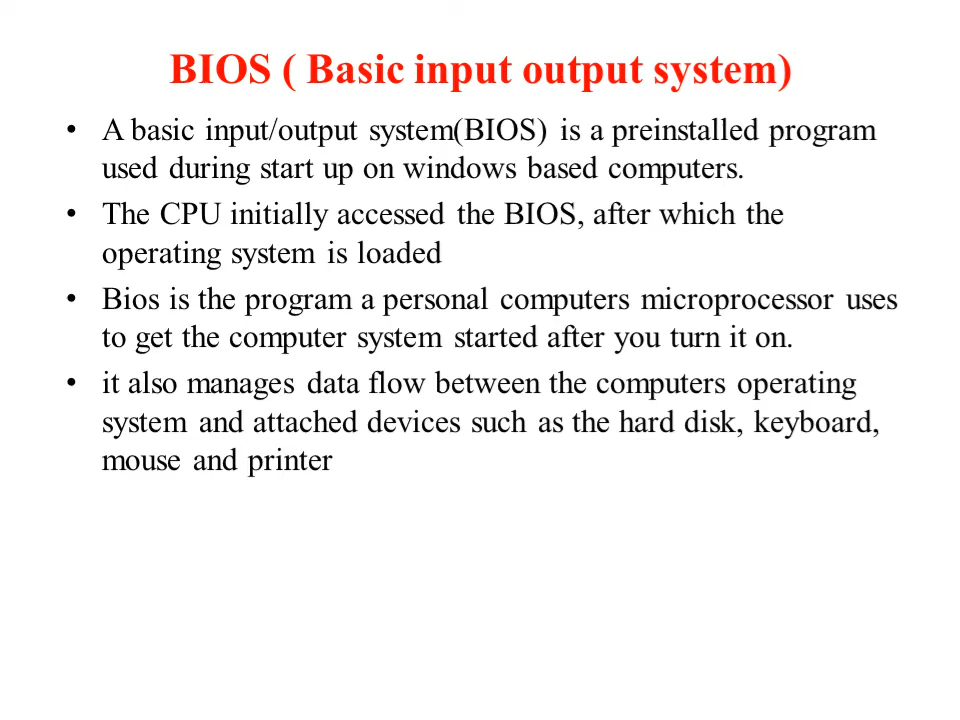 BIOS ( Basic input output system)
• A basic input/output system(BIOS) is a preinstalled program
used during start up on windows based computers.
• The CPU initially accessed the BIOS, after which the
operating system is loaded
• Bios is the program a personal computers microprocessor uses
to get the computer system started after you turn it on.
• it also manages data flow between the computers operating
system and attached devices such as the hard disk, keyboard,
mouse and printer